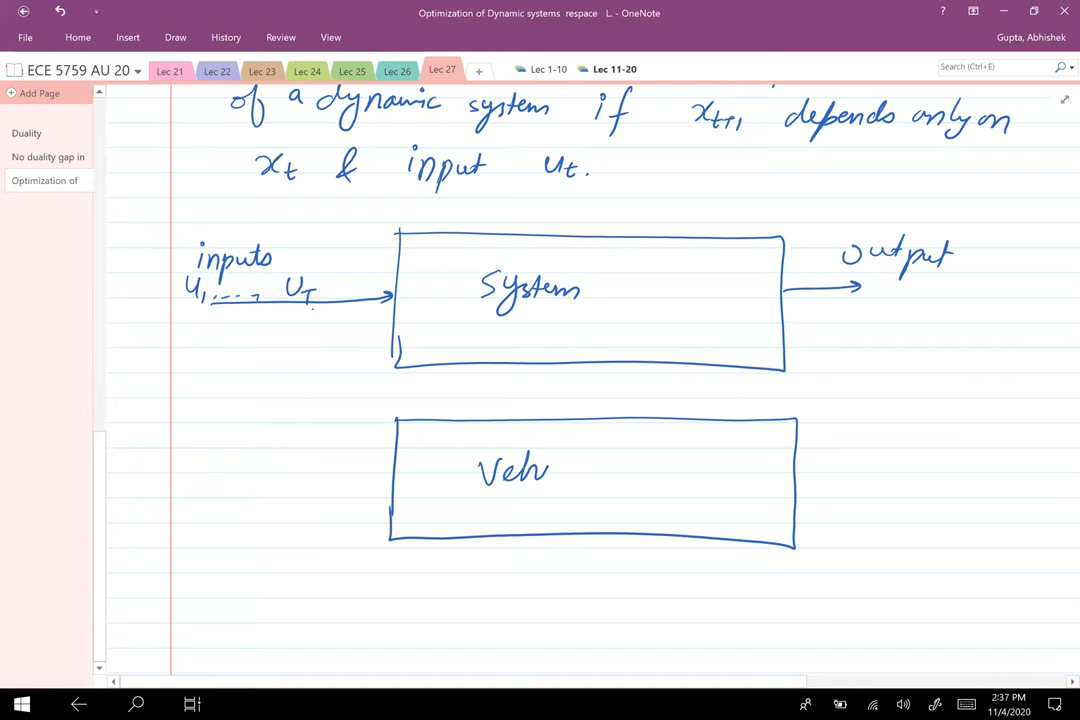 Optimization of Dynamic systems respace L. - OneNote
File Home Insert Draw History Review View
Gupta, Abhishek
ECE 5759 AU 20
Lec 21 Lec 22 Lec 23 Lec 24 Lec 25 Lec 26 Lec 27 Lec 1-10 Lec 11-20
Search (Ctrl+E)
Add Page
Duality
No duality gap in
Optimization of
of a dynamic system if x_{t+1} depends only on
x_t & input u_t.
inputs
u_1, ...., U_T
System
output
Veh
2:37 PM
11/4/2020